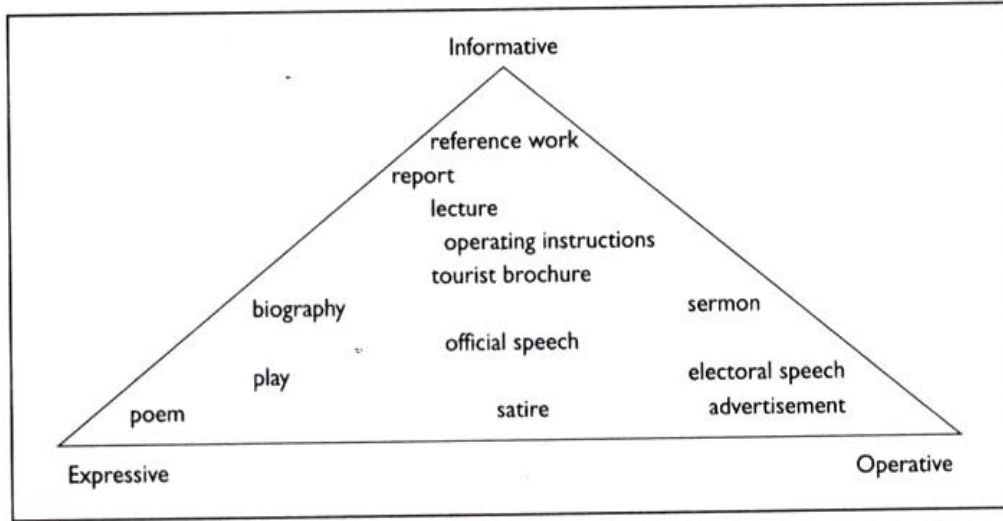 Informative
reference work
report
lecture
operating instructions
tourist brochure
biography
sermon
official speech
play
electoral speech
poem
satire
advertisement
Expressive
Operative